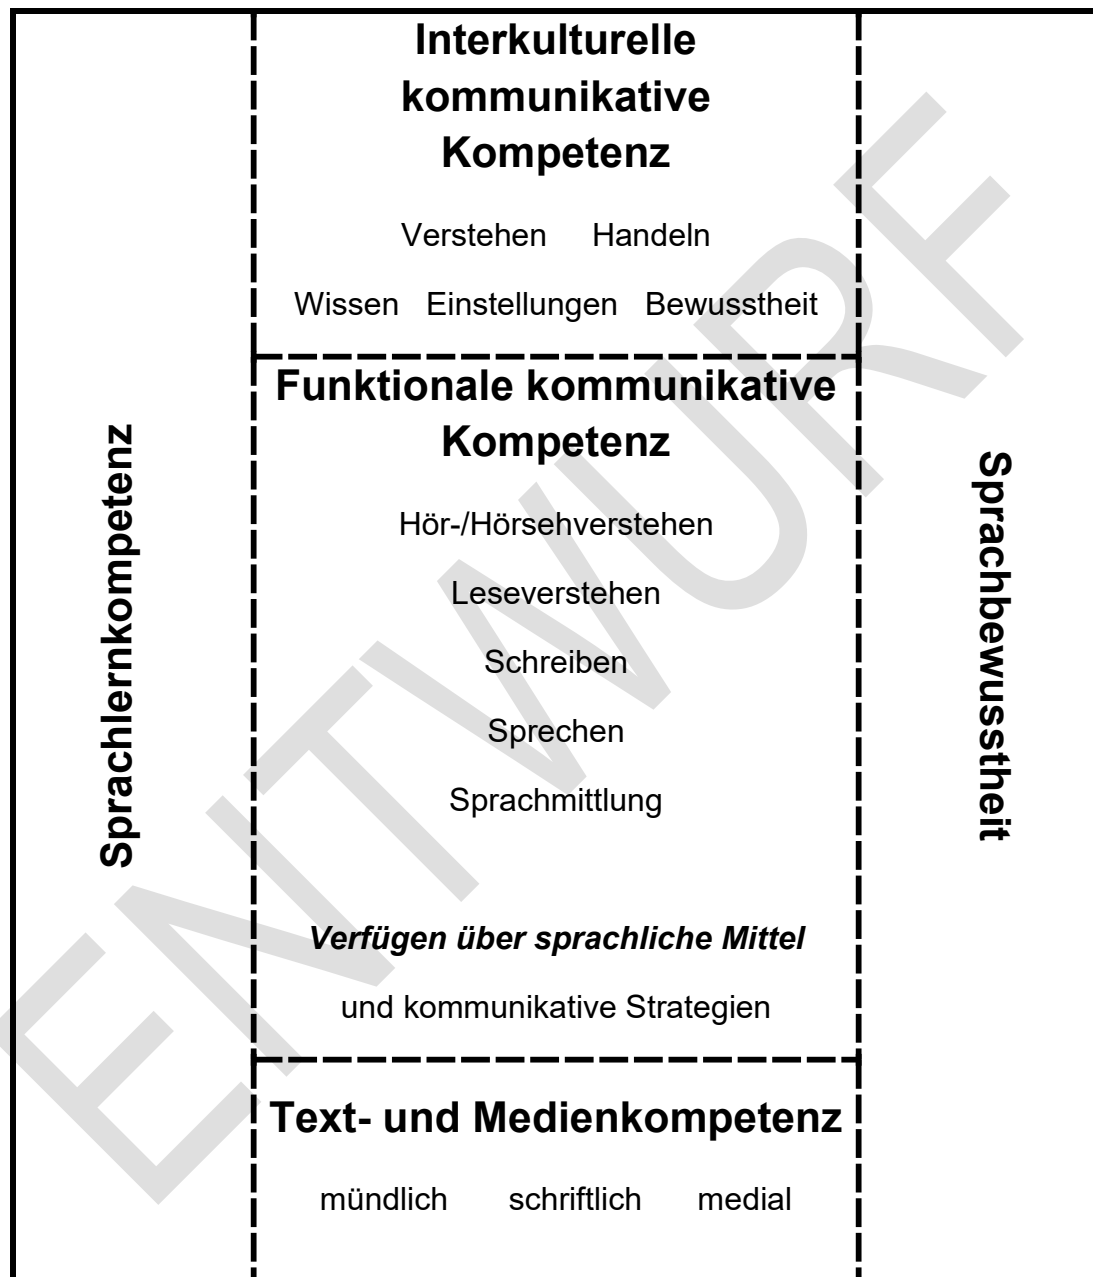 Interkulturelle
kommunikative
Kompetenz
Verstehen Handeln
Wissen Einstellungen Bewusstheit
Funktionale kommunikative
Kompetenz
Hör-/Hörsehverstehen
Leseverstehen
Schreiben
Sprechen
Sprachmittlung
Verfügen über sprachliche Mittel
und kommunikative Strategien
Text- und Medienkompetenz
mündlich schriftlich medial
Sprachlernkompetenz
Sprachbewusstheit
ENTWURF